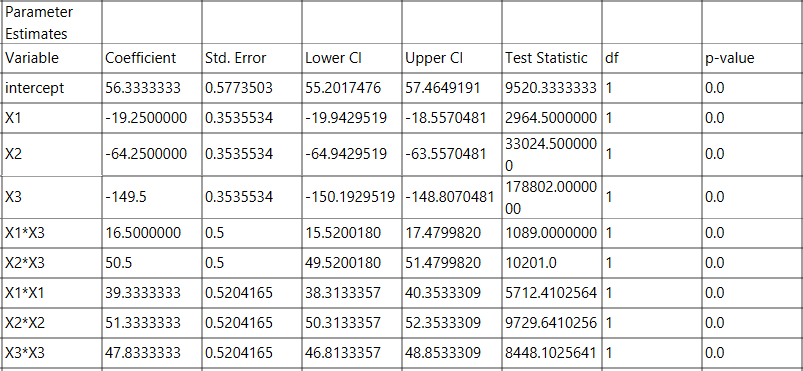 Parameter
Estimates
Variable Coefficient Std. Error Lower CI Upper CI Test Statistic df p-value
intercept 56.3333333 0.5773503 55.2017476 57.4649191 9520.3333333 1 0.0
X1 -19.2500000 0.3535534 -19.9429519 -18.5570481 2964.5000000 1 0.0
X2 -64.2500000 0.3535534 -64.9429519 -63.5570481 33024.500000
0 1 0.0
X3 -149.5 0.3535534 -150.1929519 -148.8070481 178802.00000
00 1 0.0
X1*X3 16.5000000 0.5 15.5200180 17.4799820 1089.0000000 1 0.0
X2*X3 50.5 0.5 49.5200180 51.4799820 10201.0 1 0.0
X1*X1 39.3333333 0.5204165 38.3133357 40.3533309 5712.4102564 1 0.0
X2*X2 51.3333333 0.5204165 50.3133357 52.3533309 9729.6410256 1 0.0
X3*X3 47.8333333 0.5204165 46.8133357 48.8533309 8448.1025641 1 0.0